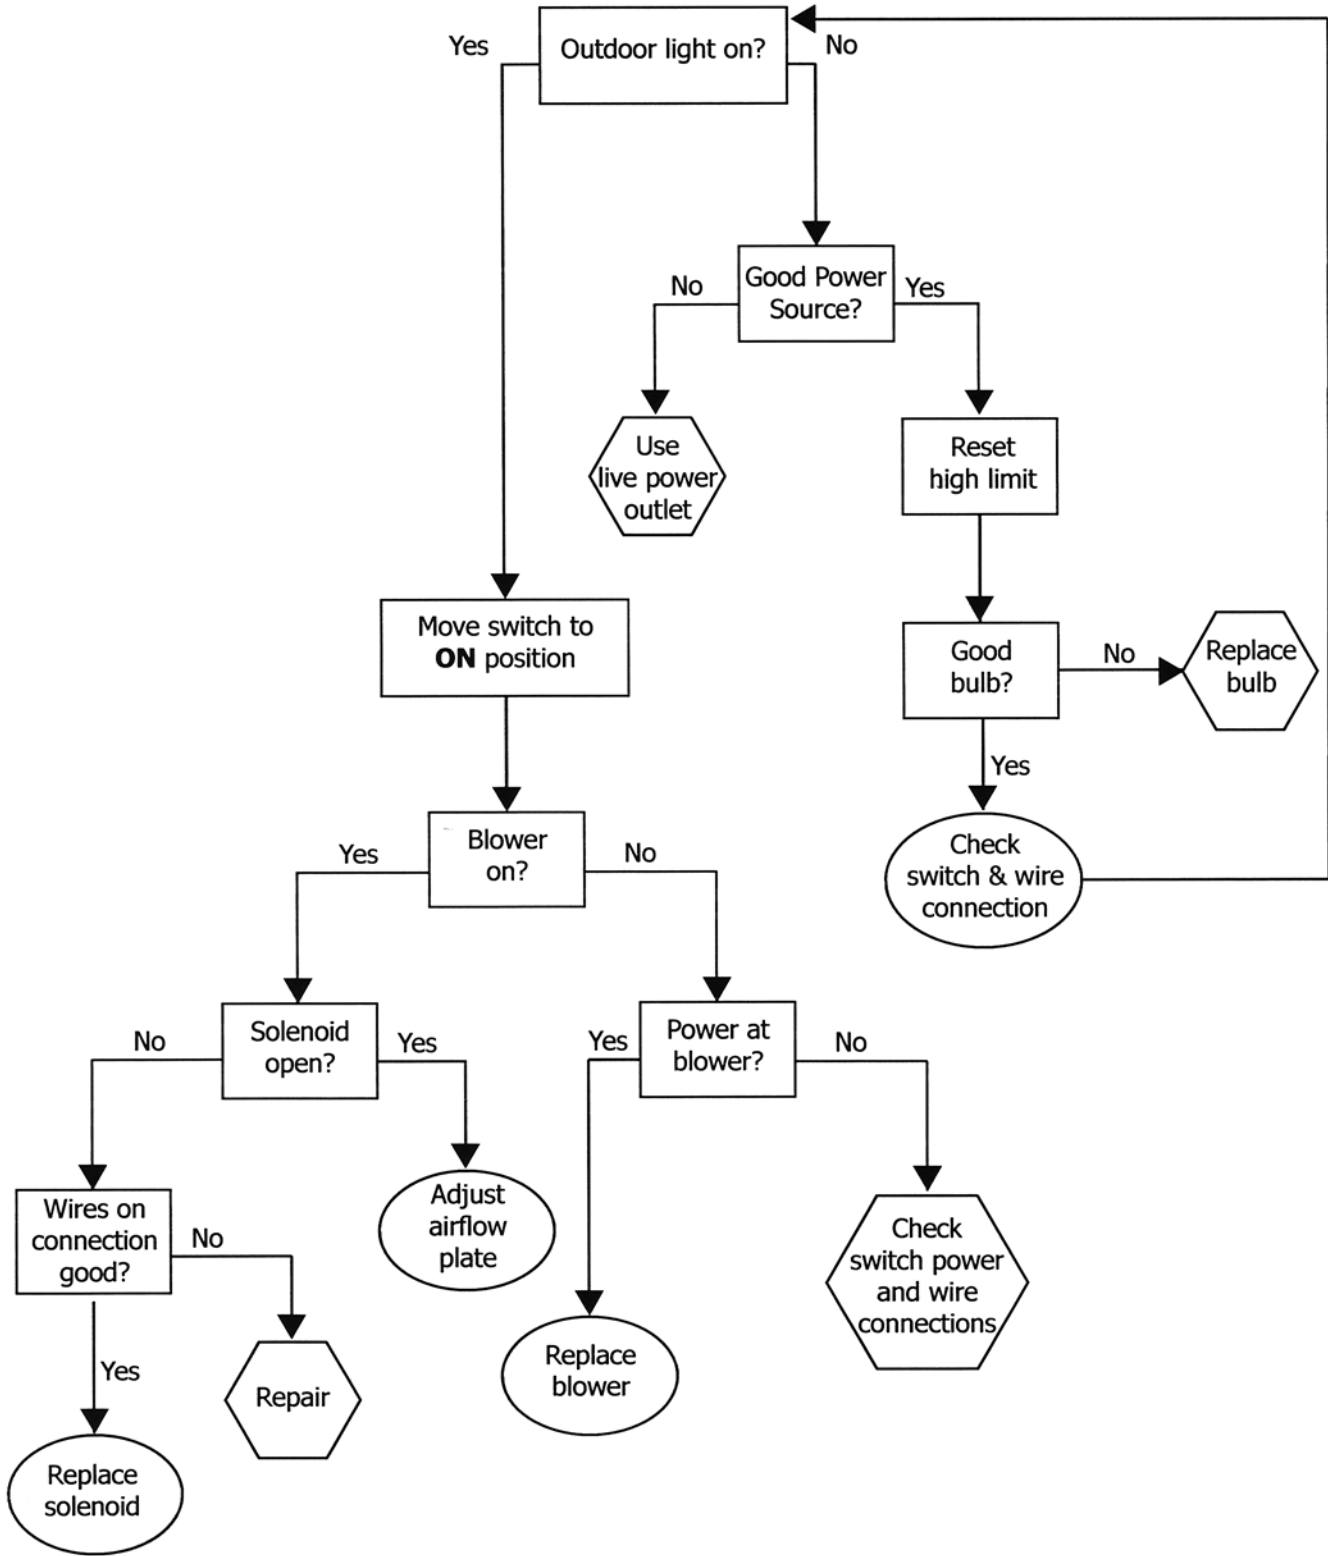 Outdoor light on?
Yes
No
Good Power
Source?
No
Yes
Use
live power
outlet
Reset
high limit
Move switch to
ON position
Good
bulb?
No
Replace
bulb
Yes
Check
switch & wire
connection
Blower
on?
Yes
No
Solenoid
open?
No
Yes
Power at
blower?
Yes
No
Wires on
connection
good?
No
Yes
Adjust
airflow
plate
Check
switch power
and wire
connections
Replace
blower
Repair
Replace
solenoid